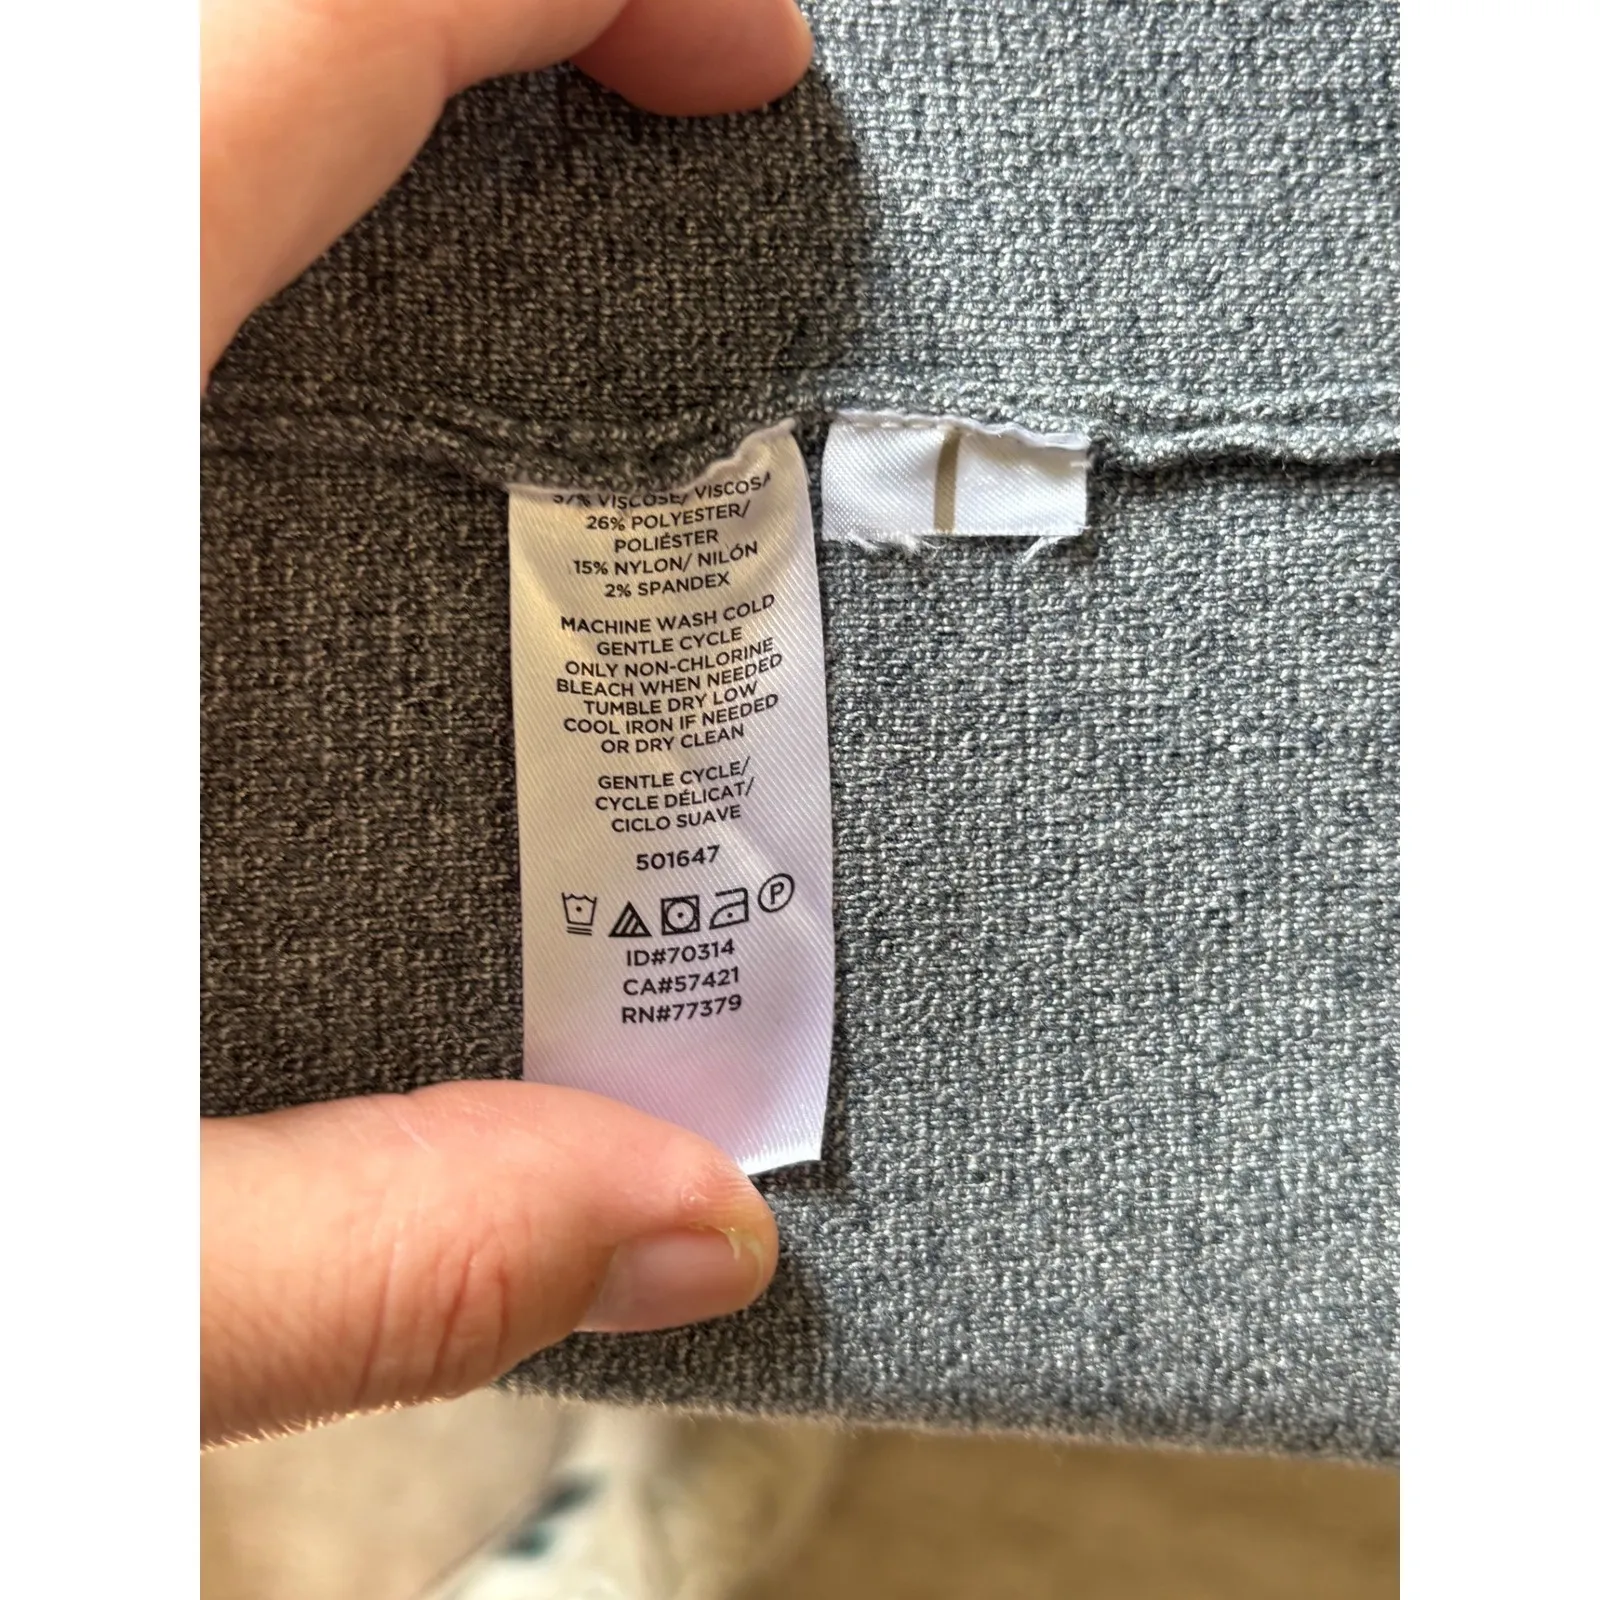 57% VISCOSE/ VISCOSA
26% POLYESTER/
POLIÉSTER
15% NYLON/ NILÓN
2% SPANDEX
MACHINE WASH COLD
GENTLE CYCLE
ONLY NON-CHLORINE
BLEACH WHEN NEEDED
TUMBLE DRY LOW
COOL IRON IF NEEDED
OR DRY CLEAN
GENTLE CYCLE/
CYCLE DÉLICAT/
CICLO SUAVE
501647
P
ID#70314
CA#57421
RN#77379